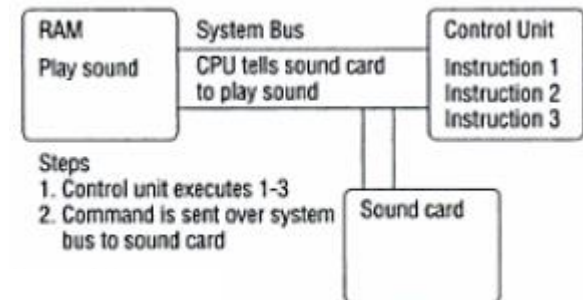 RAM
Play sound
System Bus
CPU tells sound card
to play sound
Control Unit
Instruction 1
Instruction 2
Instruction 3
Steps
1. Control unit executes 1-3
2. Command is sent over system
bus to sound card
Sound card